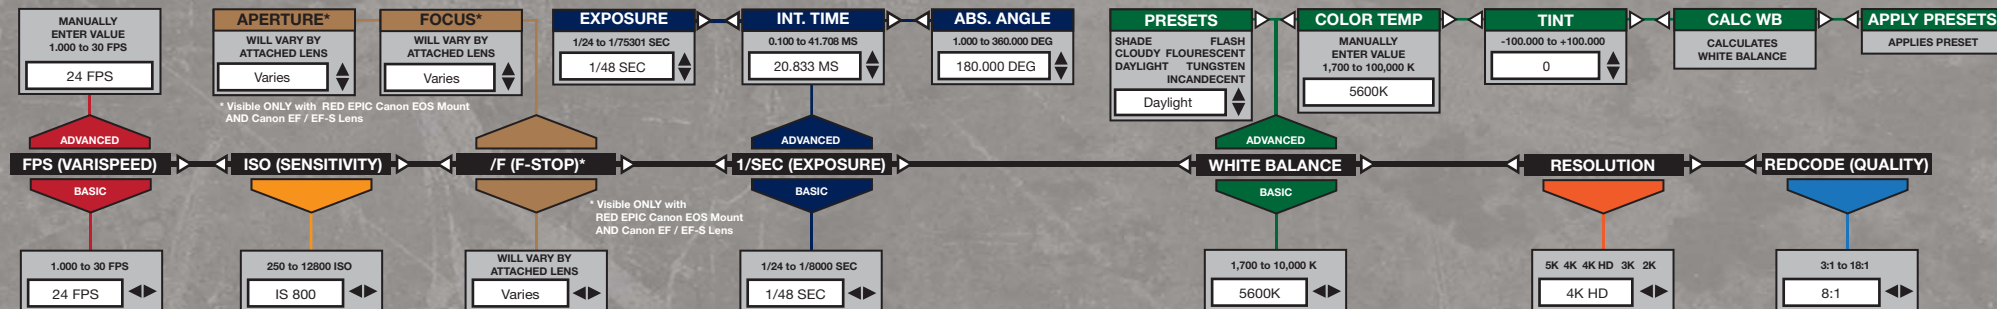 MANUALLY
ENTER VALUE
1.000 to 30 FPS
24 FPS
APERTURE*
WILL VARY BY
ATTACHED LENS
Varies
FOCUS*
WILL VARY BY
ATTACHED LENS
Varies
* Visible ONLY with RED EPIC Canon EOS Mount
AND Canon EF / EF-S Lens
EXPOSURE
1/24 to 1/75301 SEC
1/48 SEC
INT. TIME
0.100 to 41.708 MS
20.833 MS
ABS. ANGLE
1.000 to 360.000 DEG
180.000 DEG
PRESETS
SHADE FLASH
CLOUDY FLOURESCENT
DAYLIGHT TUNGSTEN
INCANDECENT
Daylight
COLOR TEMP
MANUALLY
ENTER VALUE
1,700 to 100,000 K
5600K
TINT
-100.000 to +100.000
0
CALC WB
CALCULATES
WHITE BALANCE
APPLY PRESETS
APPLIES PRESET
ADVANCED
ADVANCED
ADVANCED
FPS (VARISPEED)
ISO (SENSITIVITY)
/F (F-STOP)*
1/SEC (EXPOSURE)
WHITE BALANCE
RESOLUTION
REDCODE (QUALITY)
BASIC
BASIC
BASIC
* Visible ONLY with
RED EPIC Canon EOS Mount
AND Canon EF / EF-S Lens
1.000 to 30 FPS
24 FPS
250 to 12800 ISO
IS 800
WILL VARY BY
ATTACHED LENS
Varies
1/24 to 1/8000 SEC
1/48 SEC
1,700 to 10,000 K
5600K
5K 4K 4K HD 3K 2K
4K HD
3:1 to 18:1
8:1